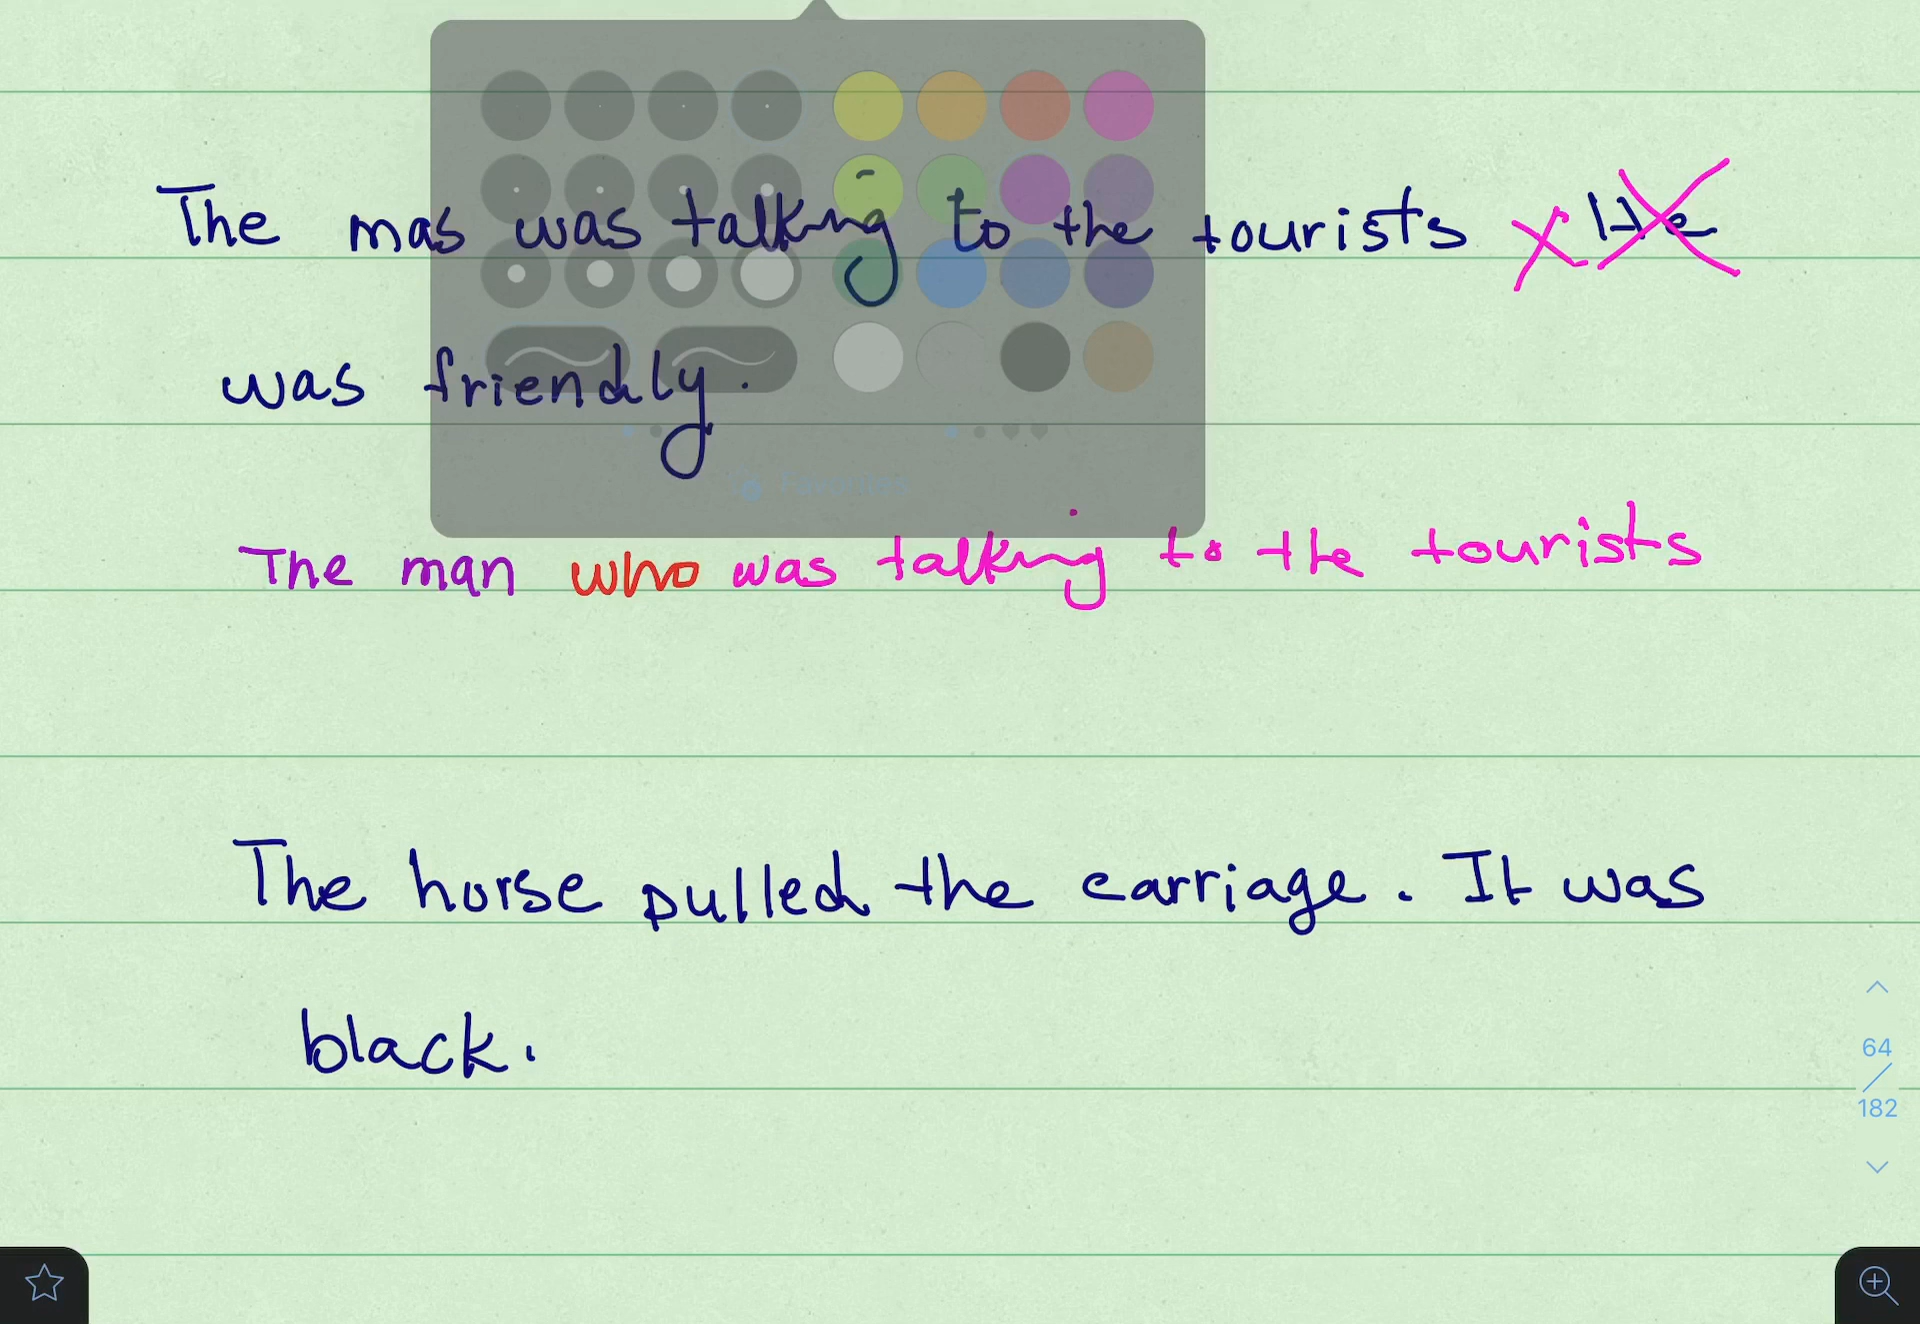 The mas was talking to the tourists He
was friendly.
Favorites
The man who was talking to the tourists
The horse pulled the carriage. It was
black.
64
182